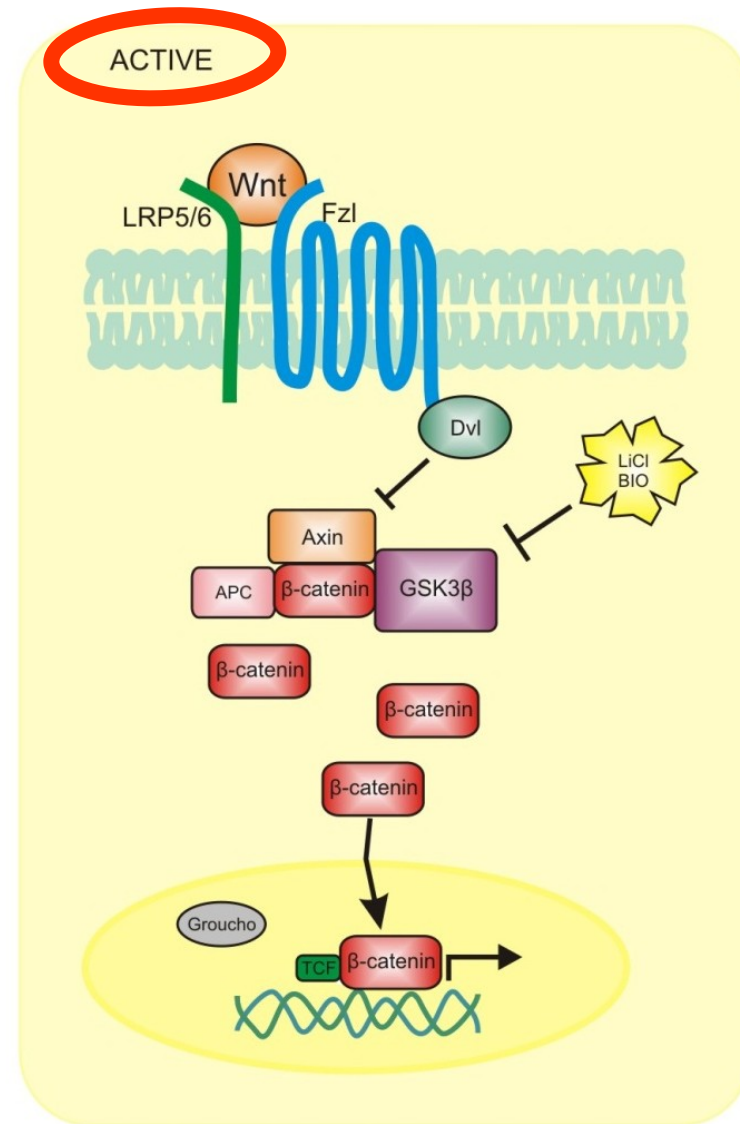 ACTIVE
Wnt
LRP5/6
Fzl
Dvl
LiCl
BIO
Axin
APC
β-catenin
GSK3β
β-catenin
β-catenin
β-catenin
Groucho
TCF
β-catenin